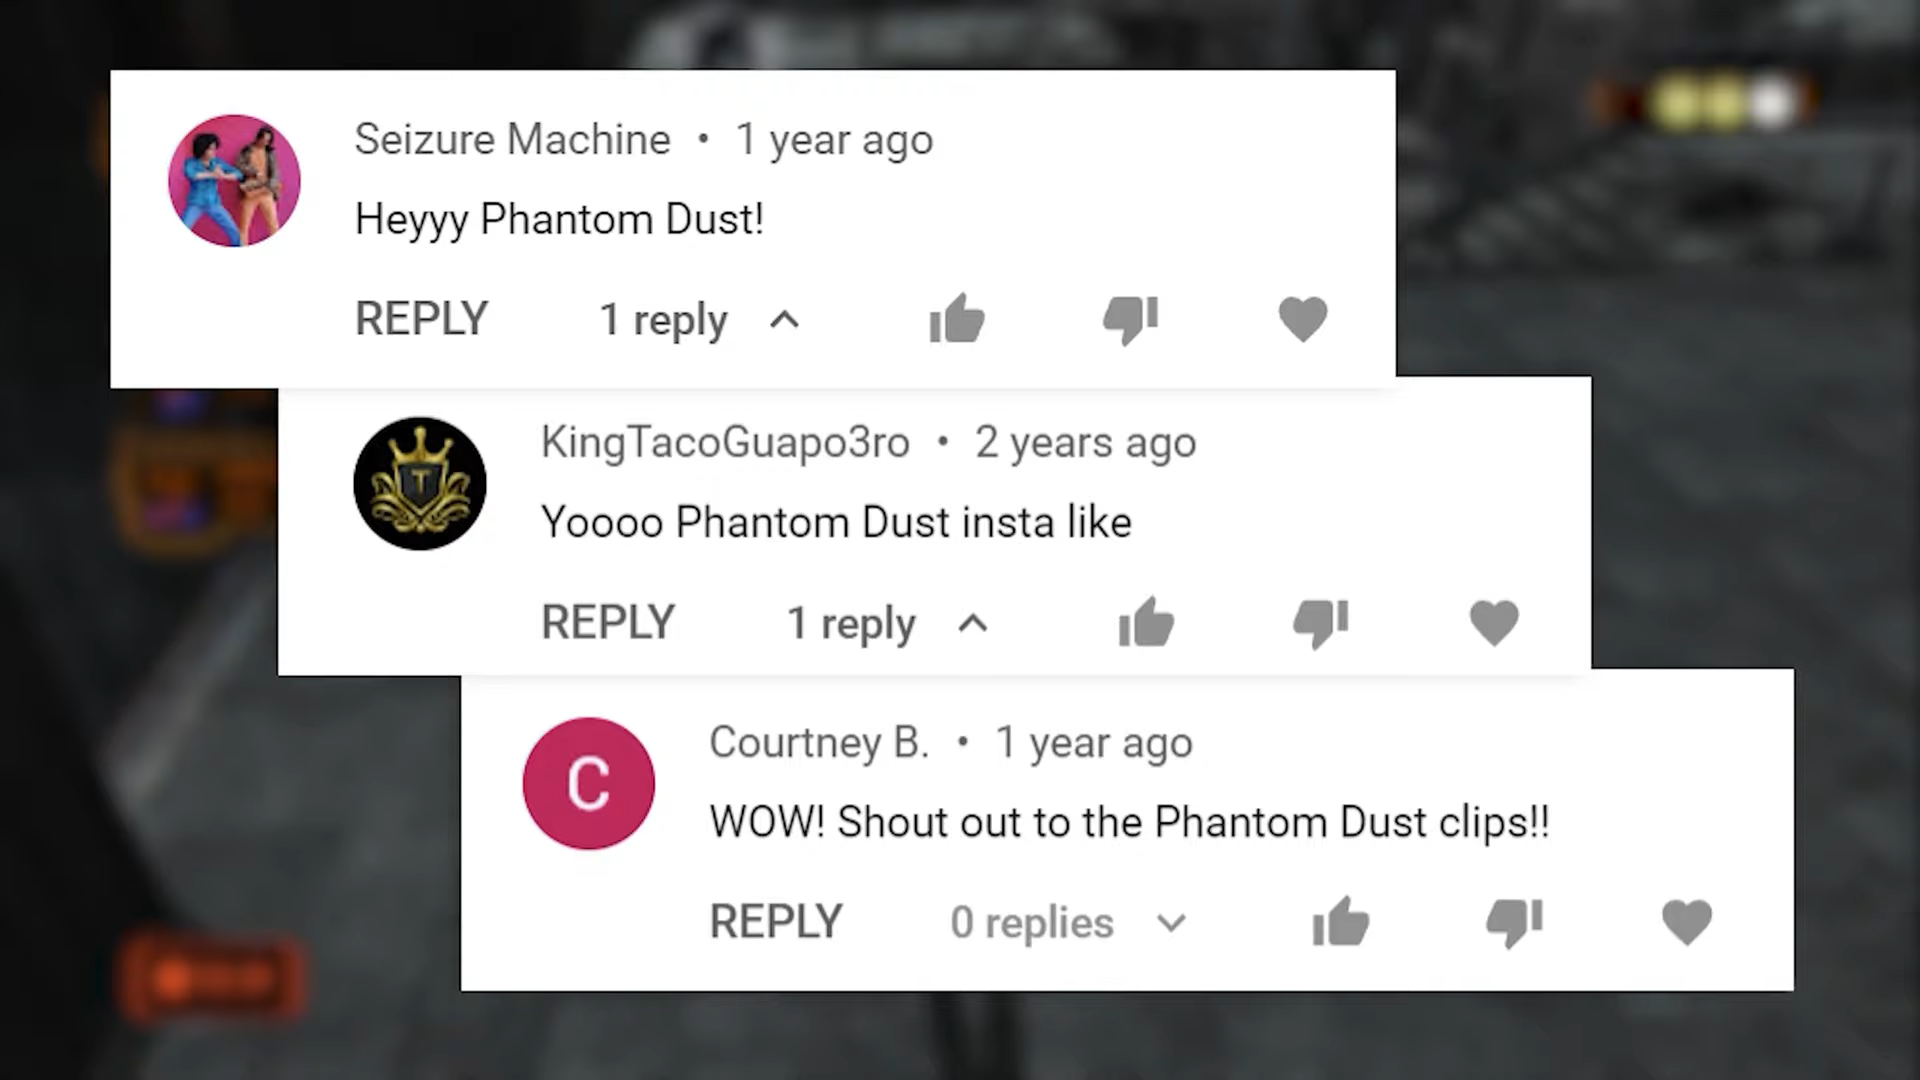 Seizure Machine • 1 year ago
Heyyy Phantom Dust!
REPLY 1 reply
T
KingTacoGuapo3ro • 2 years ago
Yoooo Phantom Dust insta like
REPLY 1 reply
C
Courtney B. • 1 year ago
WOW! Shout out to the Phantom Dust clips!!
REPLY 0 replies